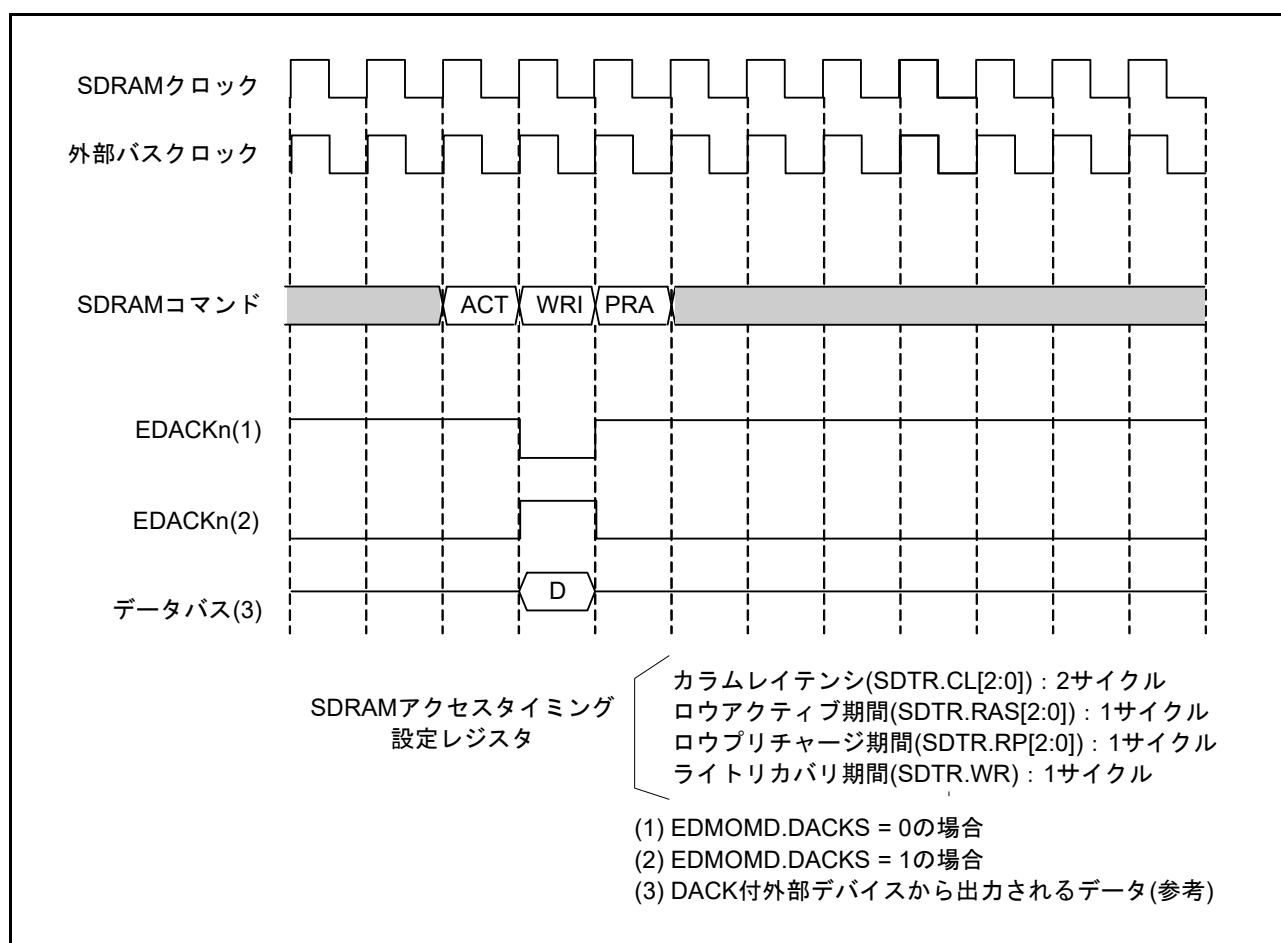 SDRAMクロック
外部バスクロック
SDRAMコマンド
ACT
WRI
PRA
EDACKn(1)
EDACKn(2)
データバス(3)
D
SDRAMアクセスタイミング
設定レジスタ
カラムレイテンシ(SDTR.CL[2:0])：2サイクル
ロウアクティブ期間(SDTR.RAS[2:0])：1サイクル
ロウプリチャージ期間(SDTR.RP[2:0])：1サイクル
ライトリカバリ期間(SDTR.WR)：1サイクル
(1) EDMOMD.DACKS = 0の場合
(2) EDMOMD.DACKS = 1の場合
(3) DACK付外部デバイスから出力されるデータ(参考)